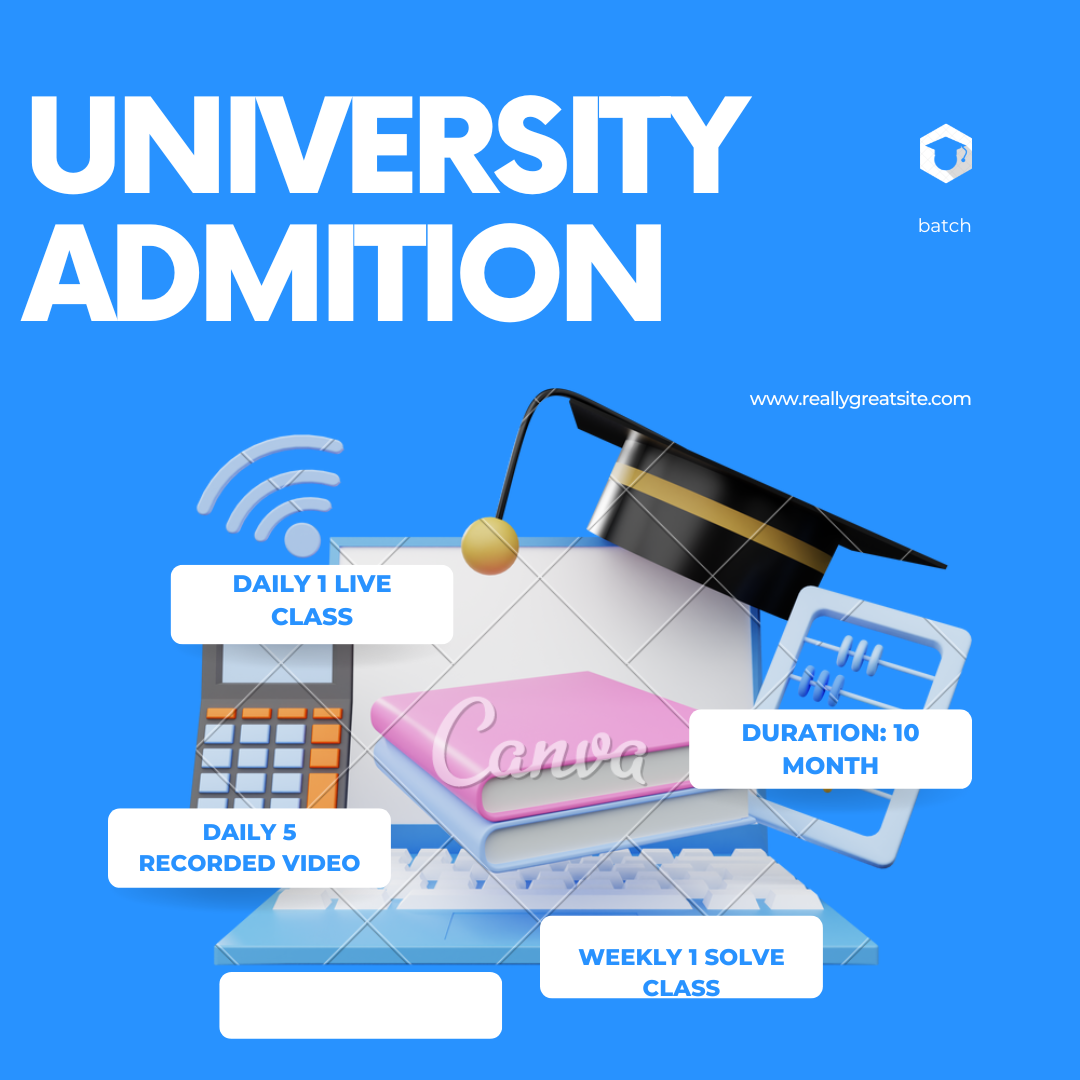 UNIVERSITY
ADMITION
batch
www.reallygreatsite.com
DAILY 1 LIVE
CLASS
DURATION: 10
MONTH
Canva
DAILY 5
RECORDED VIDEO
WEEKLY 1 SOLVE
CLASS